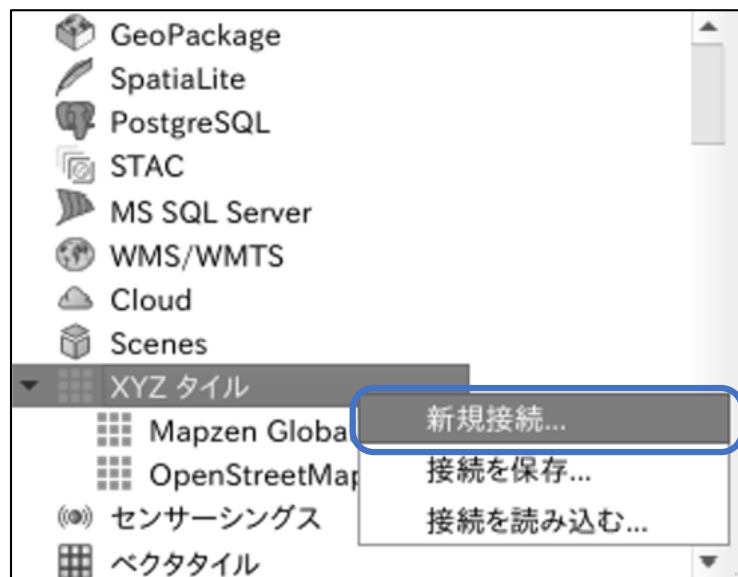 GeoPackage
SpatiaLite
PostgreSQL
STAC
MS SQL Server
WMS/WMTS
Cloud
Scenes
XYZ タイル
Mapzen Globa
OpenStreetMap
センサーシングス
ベクタタイル
新規接続...
接続を保存...
接続を読み込む...